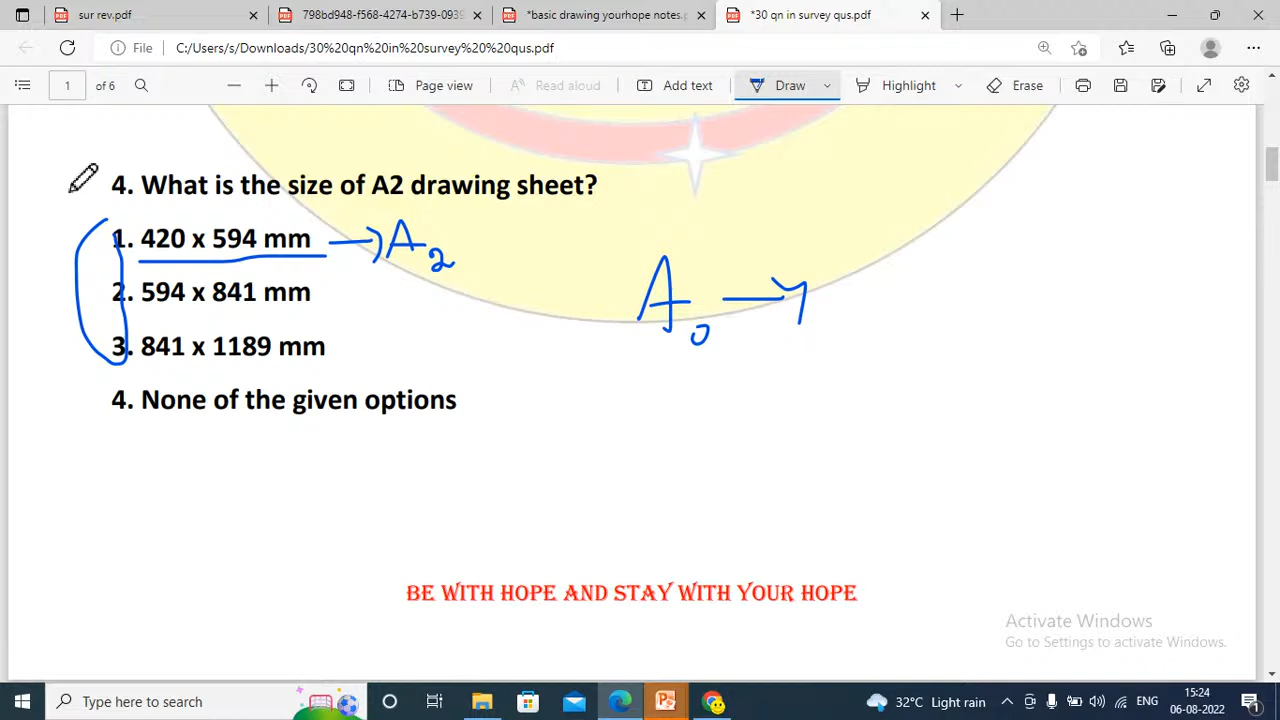 sur rev.pdf
798bd948-f568-4274-b739-0939
*basic drawing yourhope notes.p
*30 qn in survey qus.pdf
File
C:/Users/s/Downloads/30%20qn%20in%20survey%20%20qus.pdf
1 of 6
Page view
Read aloud
Add text
Draw
Highlight
Erase
4. What is the size of A2 drawing sheet?
1. 420 x 594 mm → A2
2. 594 x 841 mm
A0 →
3. 841 x 1189 mm
4. None of the given options
BE WITH HOPE AND STAY WITH YOUR HOPE
Activate Windows
Go to Settings to activate Windows.
Type here to search
32°C Light rain
ENG
15:24
06-08-2022
1